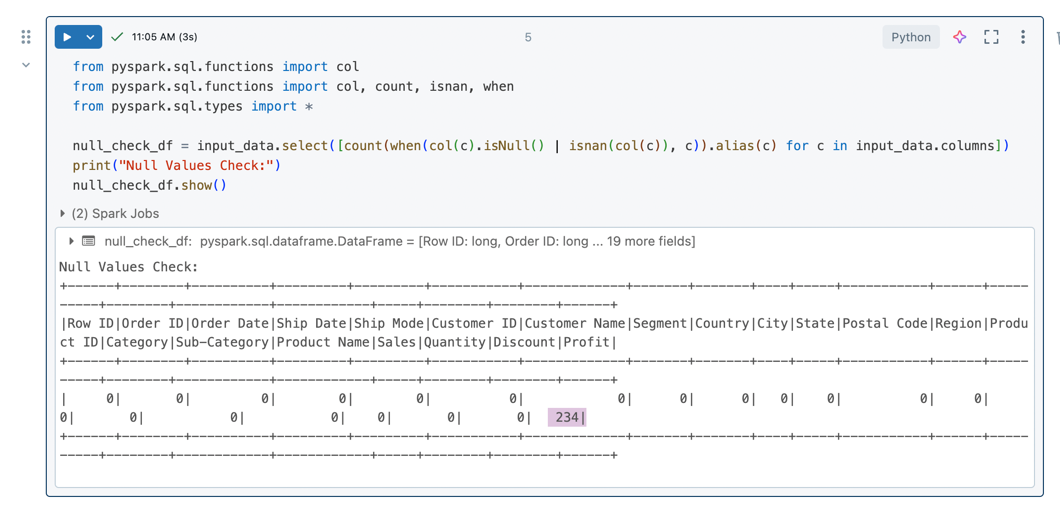 11:05 AM (3s)
5
Python
from pyspark.sql.functions import col
from pyspark.sql.functions import col, count, isnan, when
from pyspark.sql.types import *
null_check_df = input_data.select([count(when(col(c).isNull() | isnan(col(c)), c)).alias(c) for c in input_data.columns])
print("Null Values Check:")
null_check_df.show()
(2) Spark Jobs
null_check_df: pyspark.sql.dataframe.DataFrame = [Row ID: long, Order ID: long ... 19 more fields]
Null Values Check:
+------+--------+----------+---------+---------+-----------+-------------+-------+-------+----+-----+-----------+------+-----
-----+--------+------------+------------+-----+--------+--------+------+
|Row ID|Order ID|Order Date|Ship Date|Ship Mode|Customer ID|Customer Name|Segment|Country|City|State|Postal Code|Region|Produ
ct ID|Category|Sub-Category|Product Name|Sales|Quantity|Discount|Profit|
+------+--------+----------+---------+---------+-----------+-------------+-------+-------+----+-----+-----------+------+-----
-----+--------+------------+------------+-----+--------+--------+------+
|     0|       0|         0|        0|        0|          0|            0|      0|      0|   0|    0|          0|     0|
0|       0|           0|           0|    0|       0|       0|   234|
+------+--------+----------+---------+---------+-----------+-------------+-------+-------+----+-----+-----------+------+-----
-----+--------+------------+------------+-----+--------+--------+------+